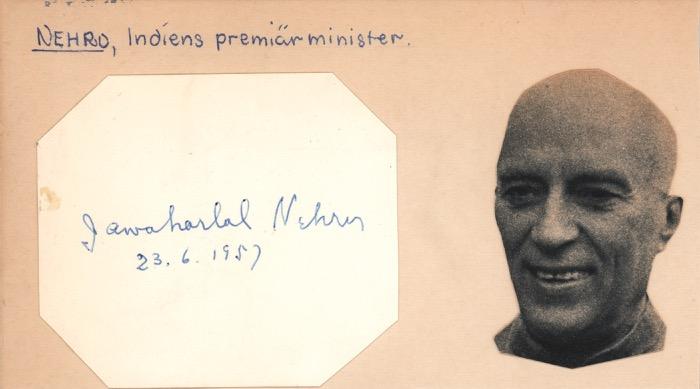 NEHRU, Indiens premiärminister.
Jawaharlal Nehru
23.6.1957